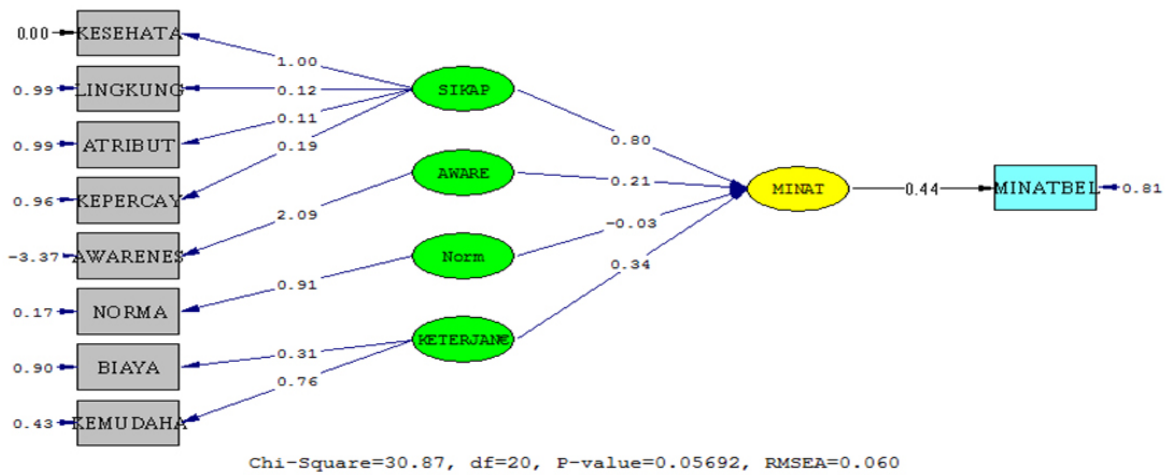 0.00 KESEHATA
1.00
0.99 LINGKUNG
0.12
SIKAP
0.11
0.99 ATRIBUT
0.19
0.80
0.96 KEPERCAY
AWARE
0.21
MINAT
0.44
MINATBEL 0.81
2.09
-3.37 AWARENES
-0.03
Norm
0.34
0.91
0.17 NORMA
KETERJAN
0.31
0.90 BIAYA
0.76
0.43 KEMUDAHA
Chi-Square=30.87, df=20, P-value=0.05692, RMSEA=0.060